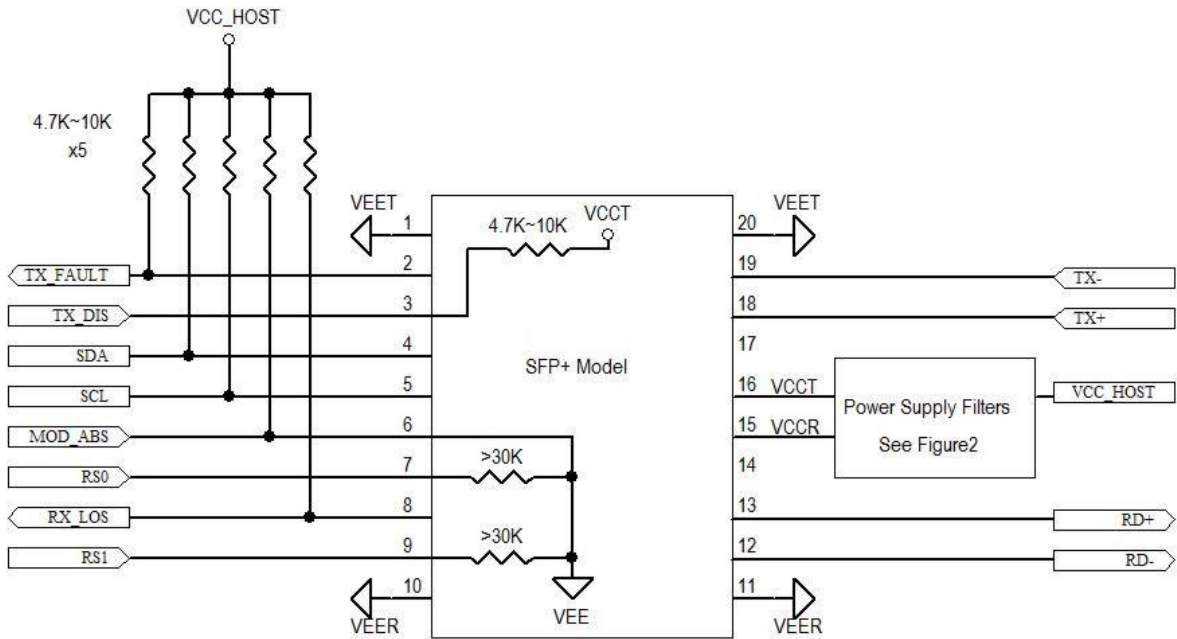 VCC_HOST
4.7K~10K
x5
VEET
1
4.7K~10K
VCCT
20
VEET
TX_FAULT
2
19
TX-
TX_DIS
3
18
TX+
SDA
4
SFP+ Model
17
SCL
5
16
VCCT
Power Supply Filters
See Figure2
VCC_HOST
MOD_ABS
6
15
VCCR
RS0
7
>30K
14
RX_LOS
8
13
RD+
RS1
9
>30K
12
RD-
10
VEER
VEE
11
VEER